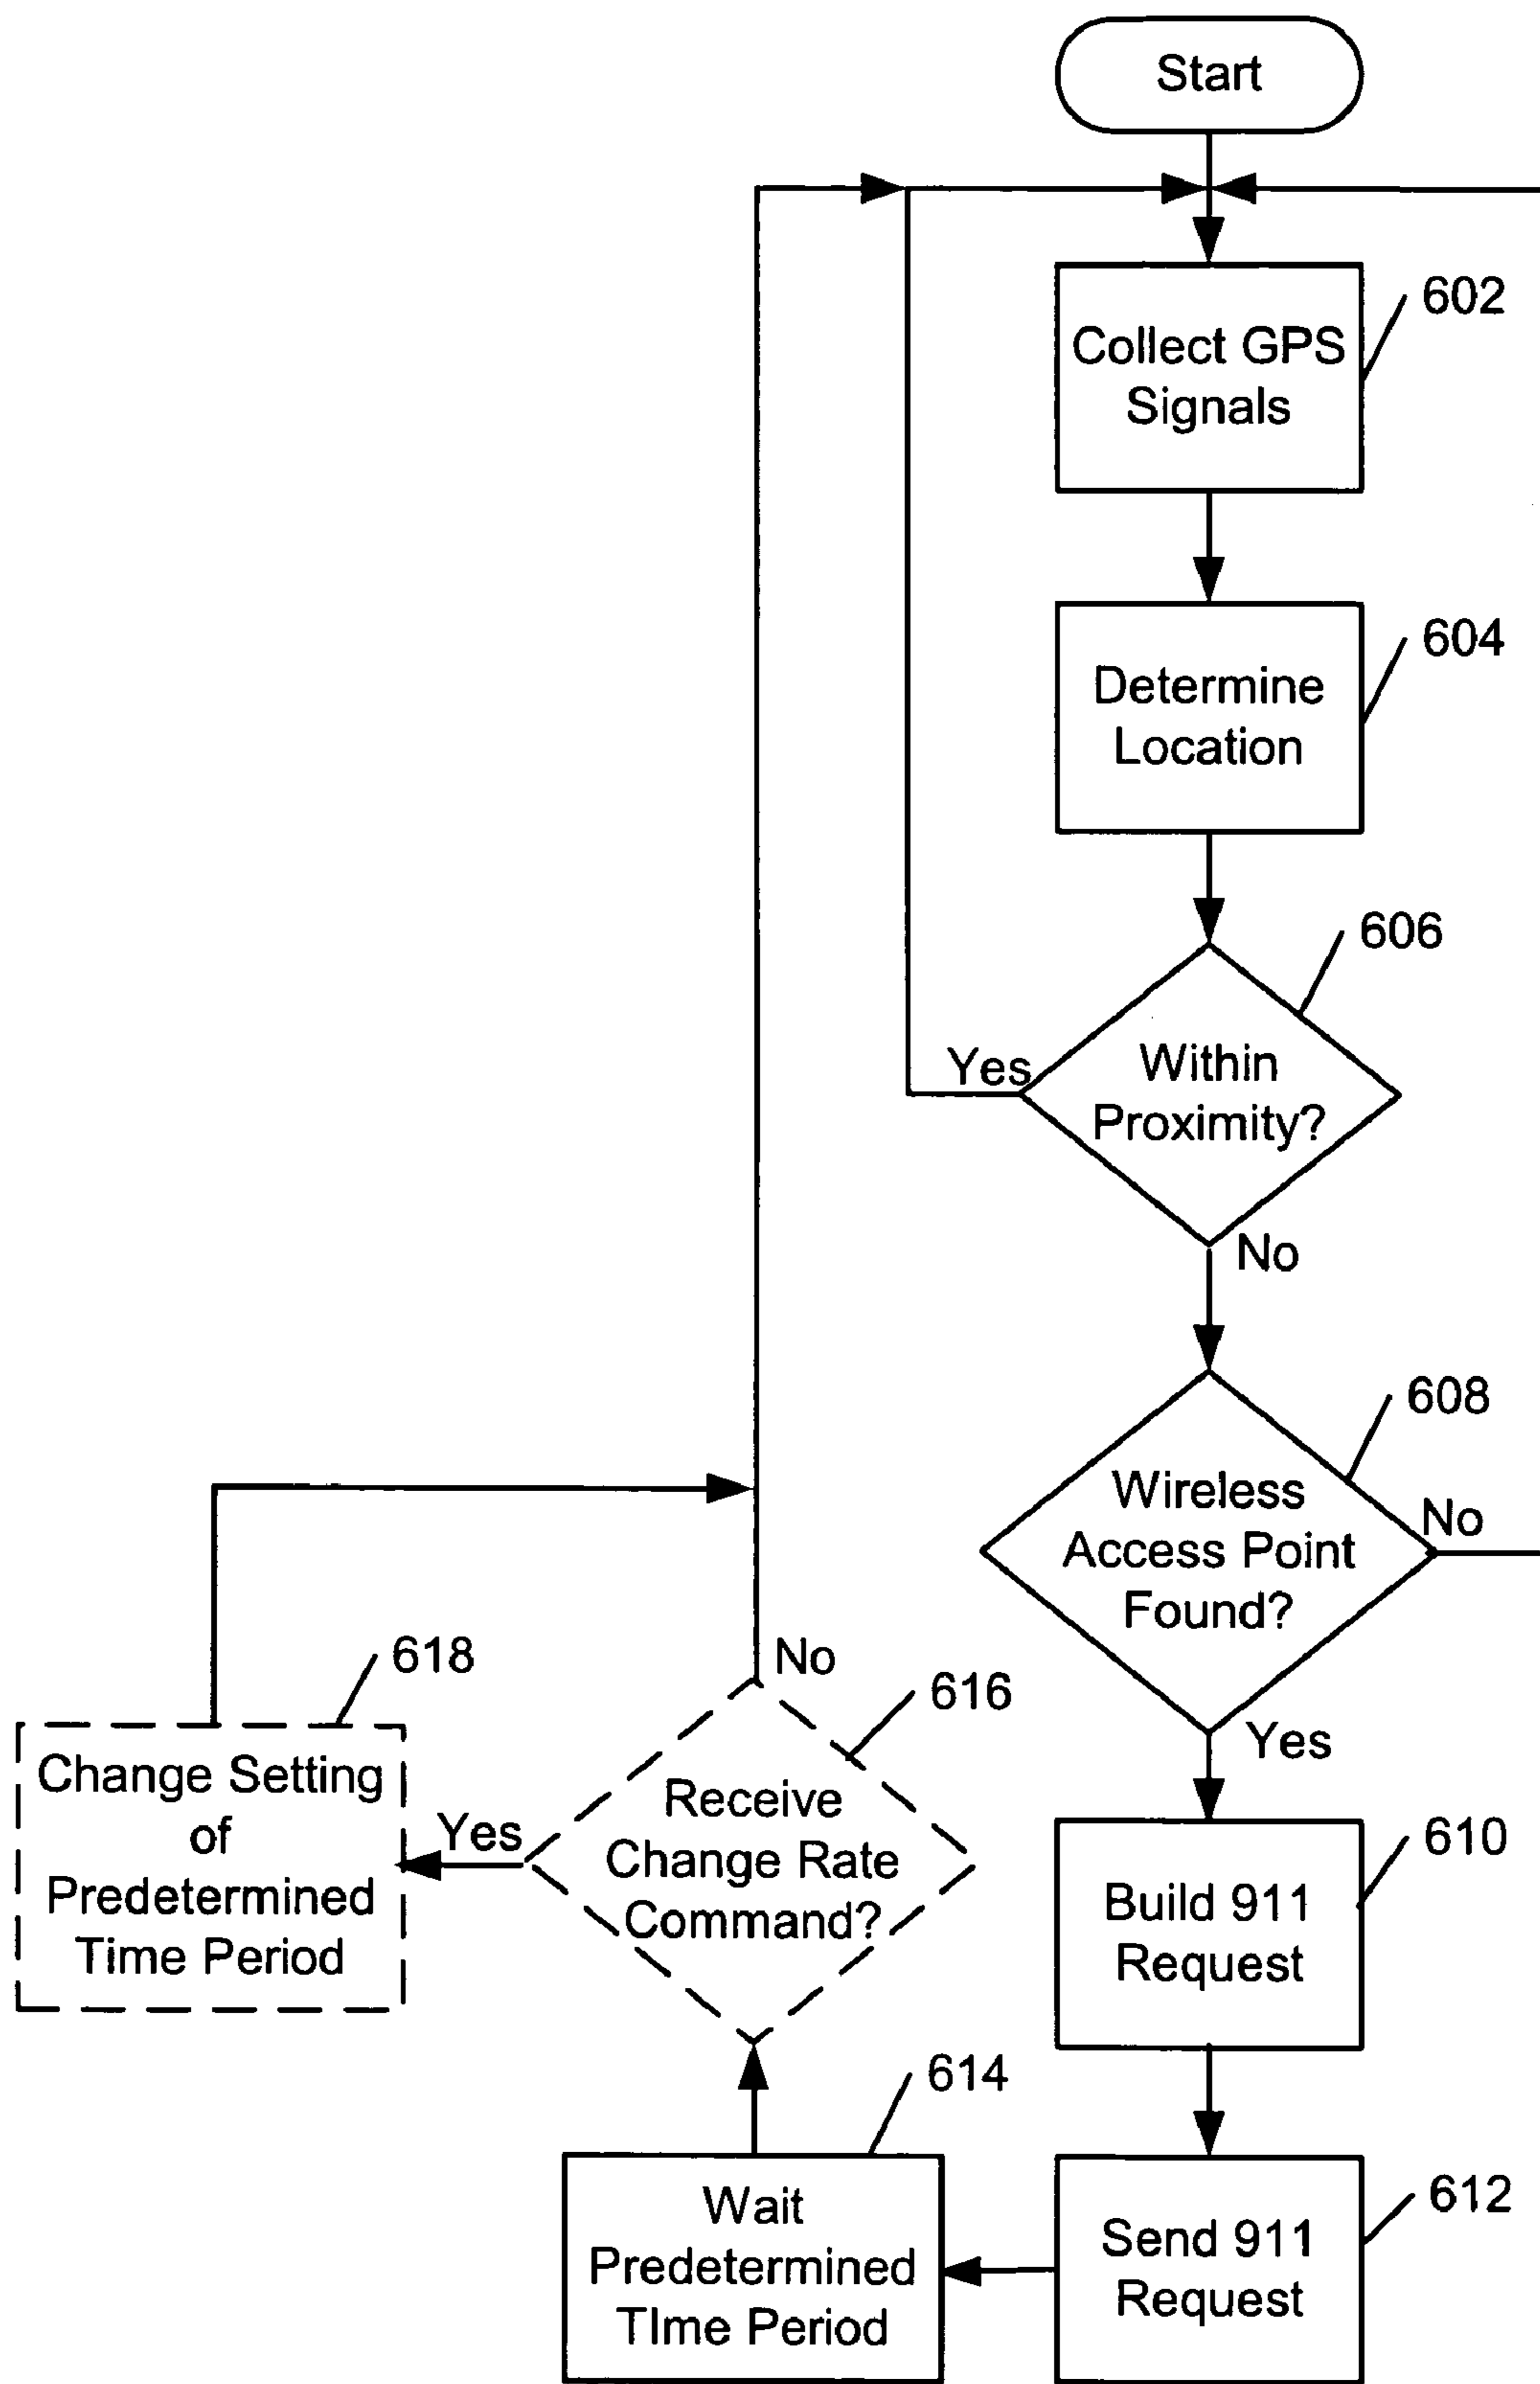 Start
602
Collect GPS
Signals
604
Determine
Location
606
Yes
Within
Proximity?
No
608
Wireless
Access Point
Found?
No
Yes
610
Build 911
Request
612
Send 911
Request
614
Wait
Predetermined
TIme Period
616
No
Receive
Change Rate
Command?
Yes
618
Change Setting
of
Predetermined
Time Period